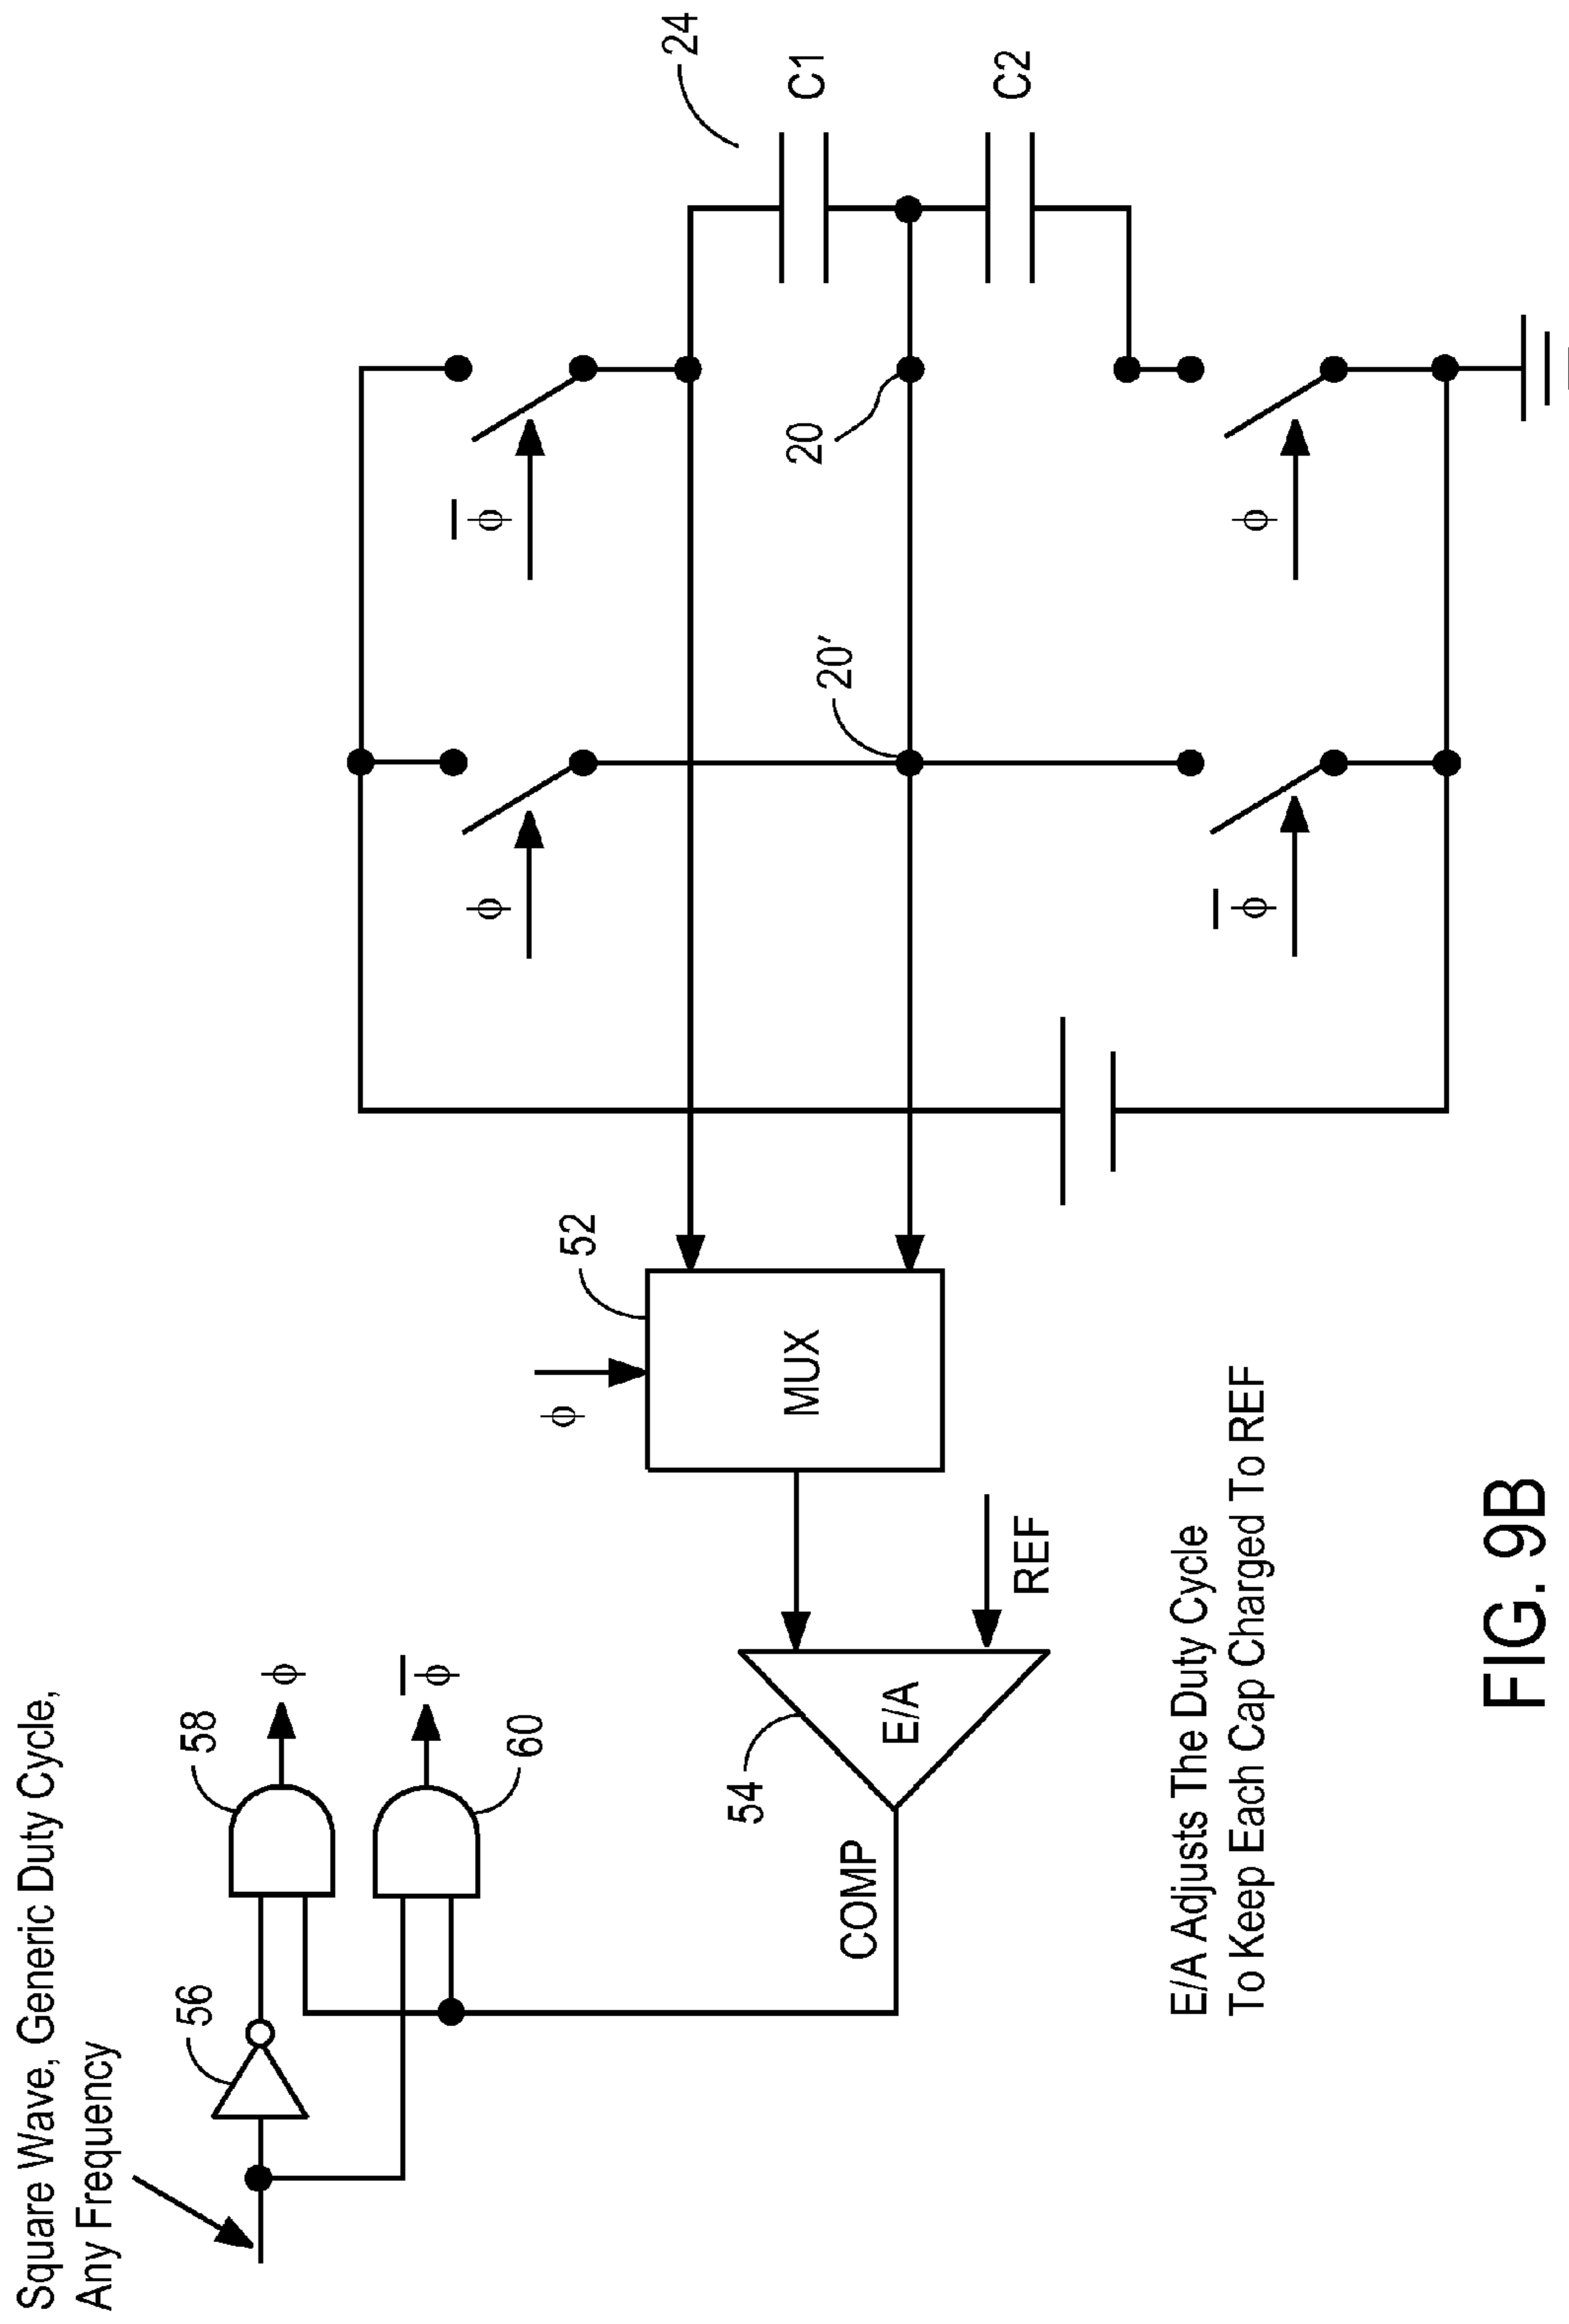 Square Wave, Generic Duty Cycle,
Any Frequency
56
58
ϕ
ϕ̅
60
COMP
54
E/A
REF
ϕ
52
MUX
ϕ
ϕ̅
20′
ϕ̅
ϕ
20
24
C1
C2
E/A Adjusts The Duty Cycle
To Keep Each Cap Charged To REF
FIG. 9B